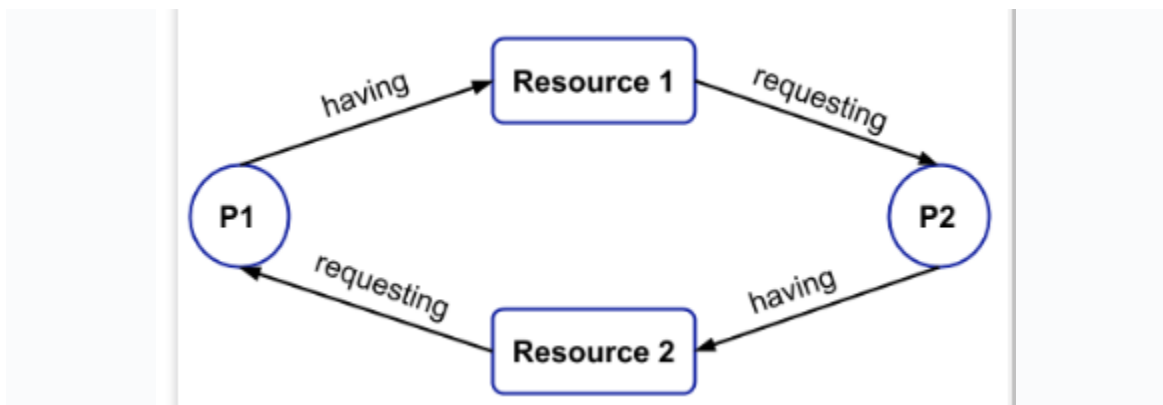 having
Resource 1
requesting
P1
P2
requesting
having
Resource 2